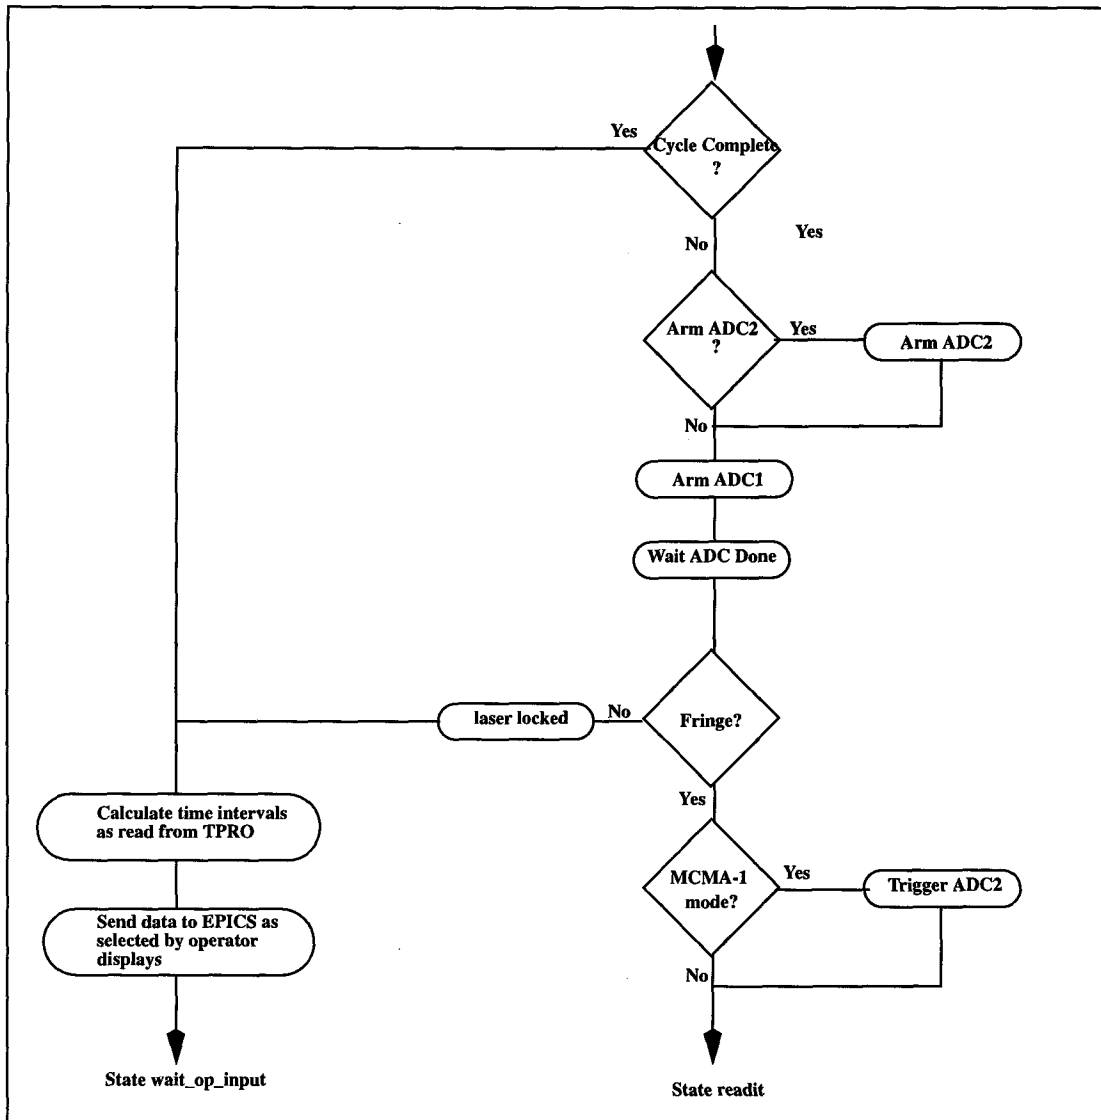 Yes
Cycle Complete
?
No
Yes
Arm ADC2
?
Yes
Arm ADC2
No
Arm ADC1
Wait ADC Done
laser locked
No
Fringe?
Yes
Calculate time intervals
as read from TPRO
MCMA-1
mode?
Yes
Trigger ADC2
Send data to EPICS as
selected by operator
displays
No
State wait_op_input
State readit